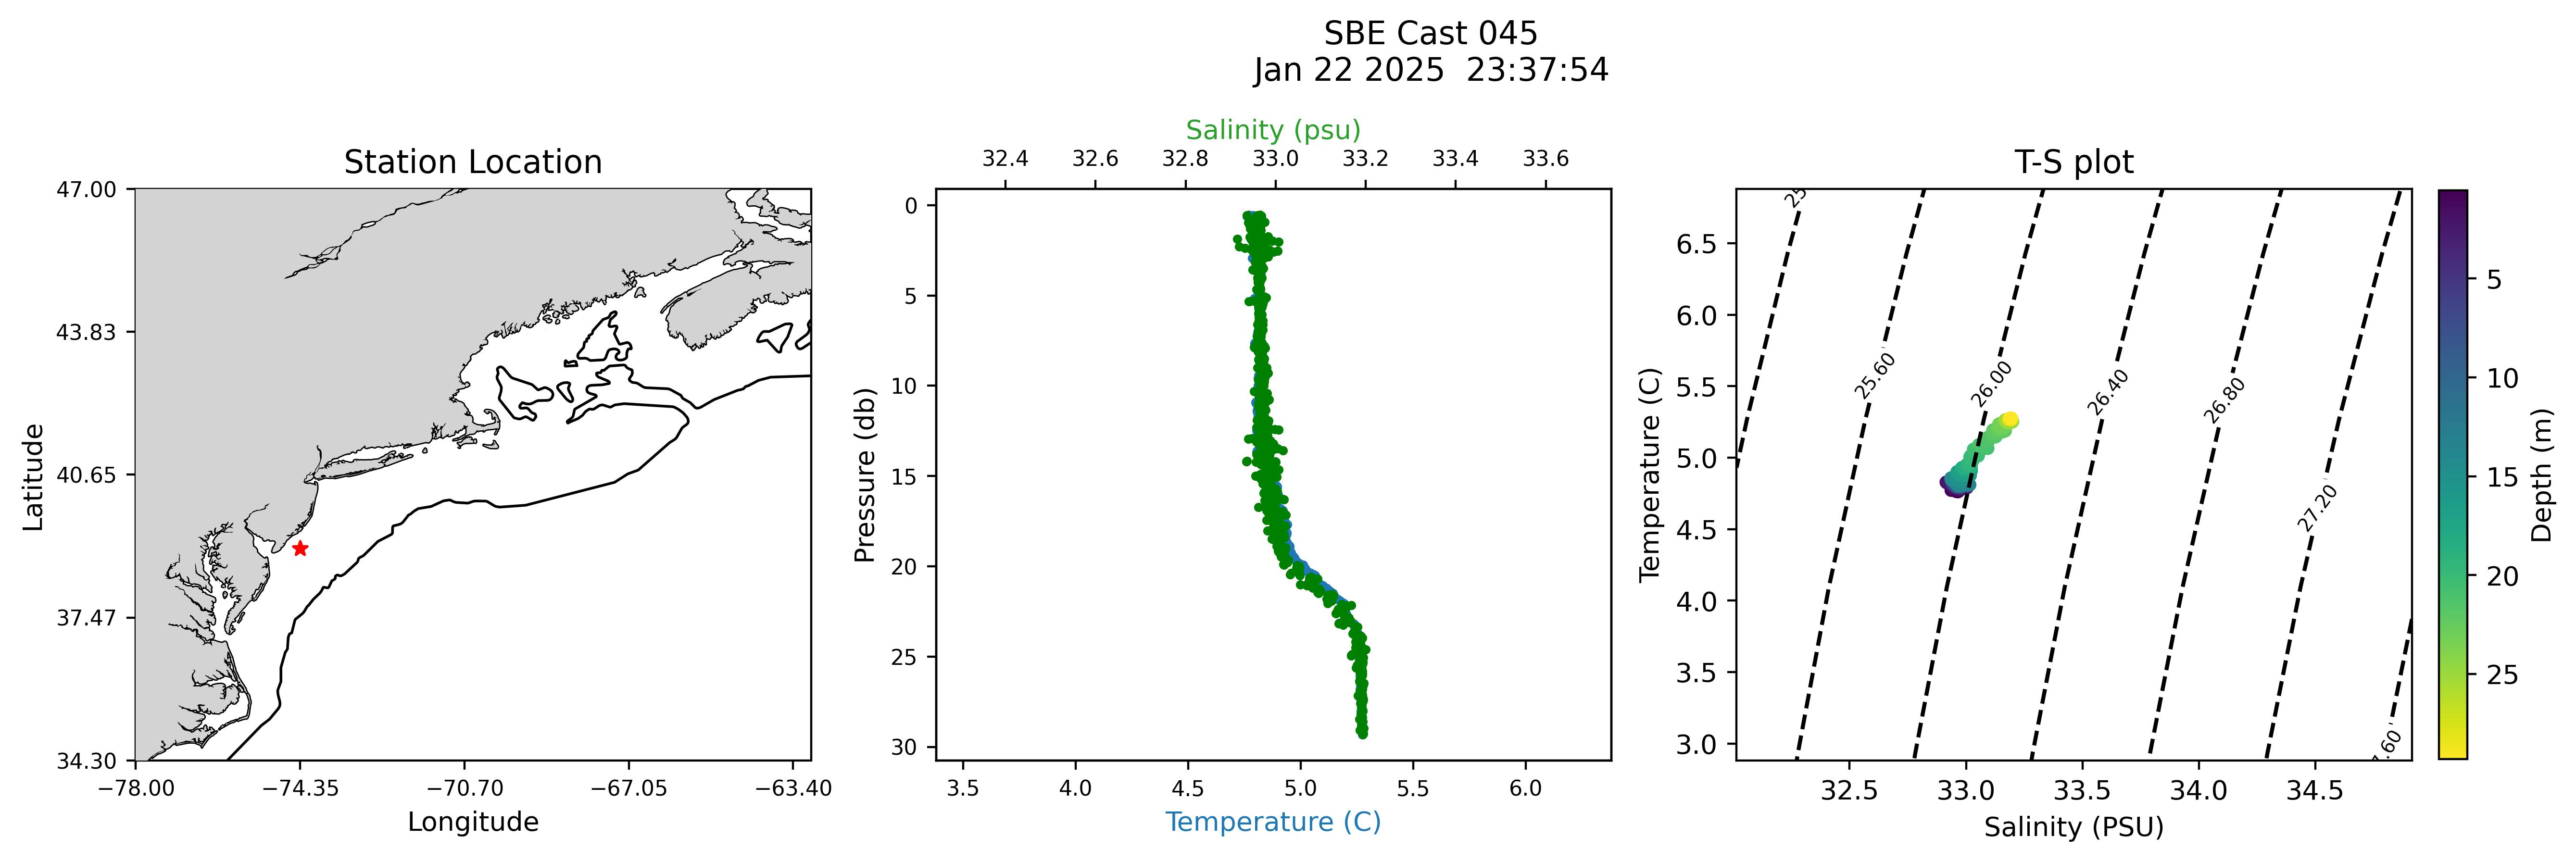 SBE Cast 045
Jan 22 2025 23:37:54
Station Location
47.00
43.83
40.65
37.47
34.30
Latitude
−78.00 −74.35 −70.70 −67.05 −63.40
Longitude
Salinity (psu)
32.4 32.6 32.8 33.0 33.2 33.4 33.6
0
5
10
15
20
25
30
Pressure (db)
3.5 4.0 4.5 5.0 5.5 6.0
Temperature (C)
T-S plot
6.5
6.0
5.5
5.0
4.5
4.0
3.5
3.0
Temperature (C)
25
25.60
26.00
26.40
26.80
27.20
32.5 33.0 33.5 34.0 34.5
Salinity (PSU)
5
10
15
20
25
Depth (m)